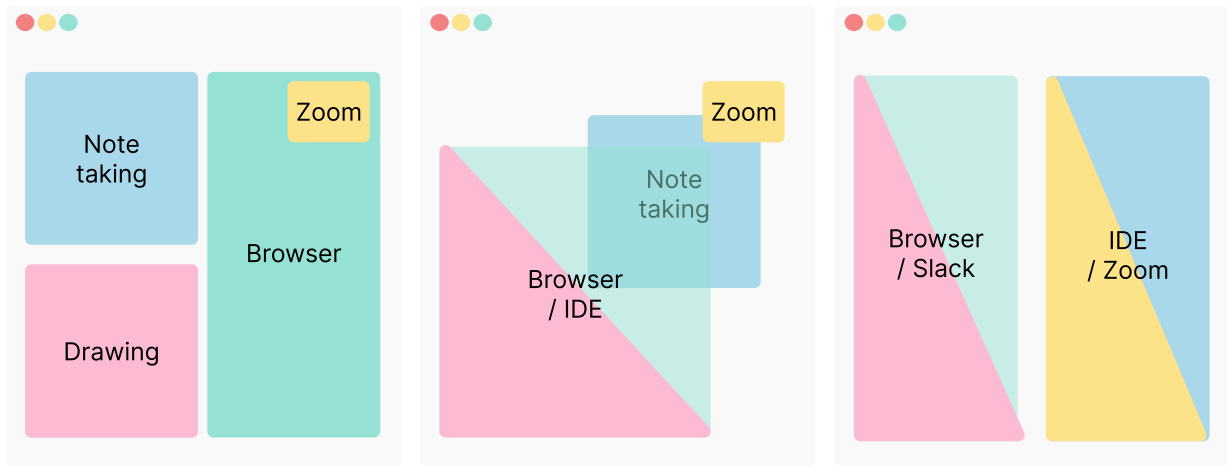 Note
taking
Zoom
Browser
Drawing
Zoom
Note
taking
Browser
/ IDE
Browser
/ Slack
IDE
/ Zoom